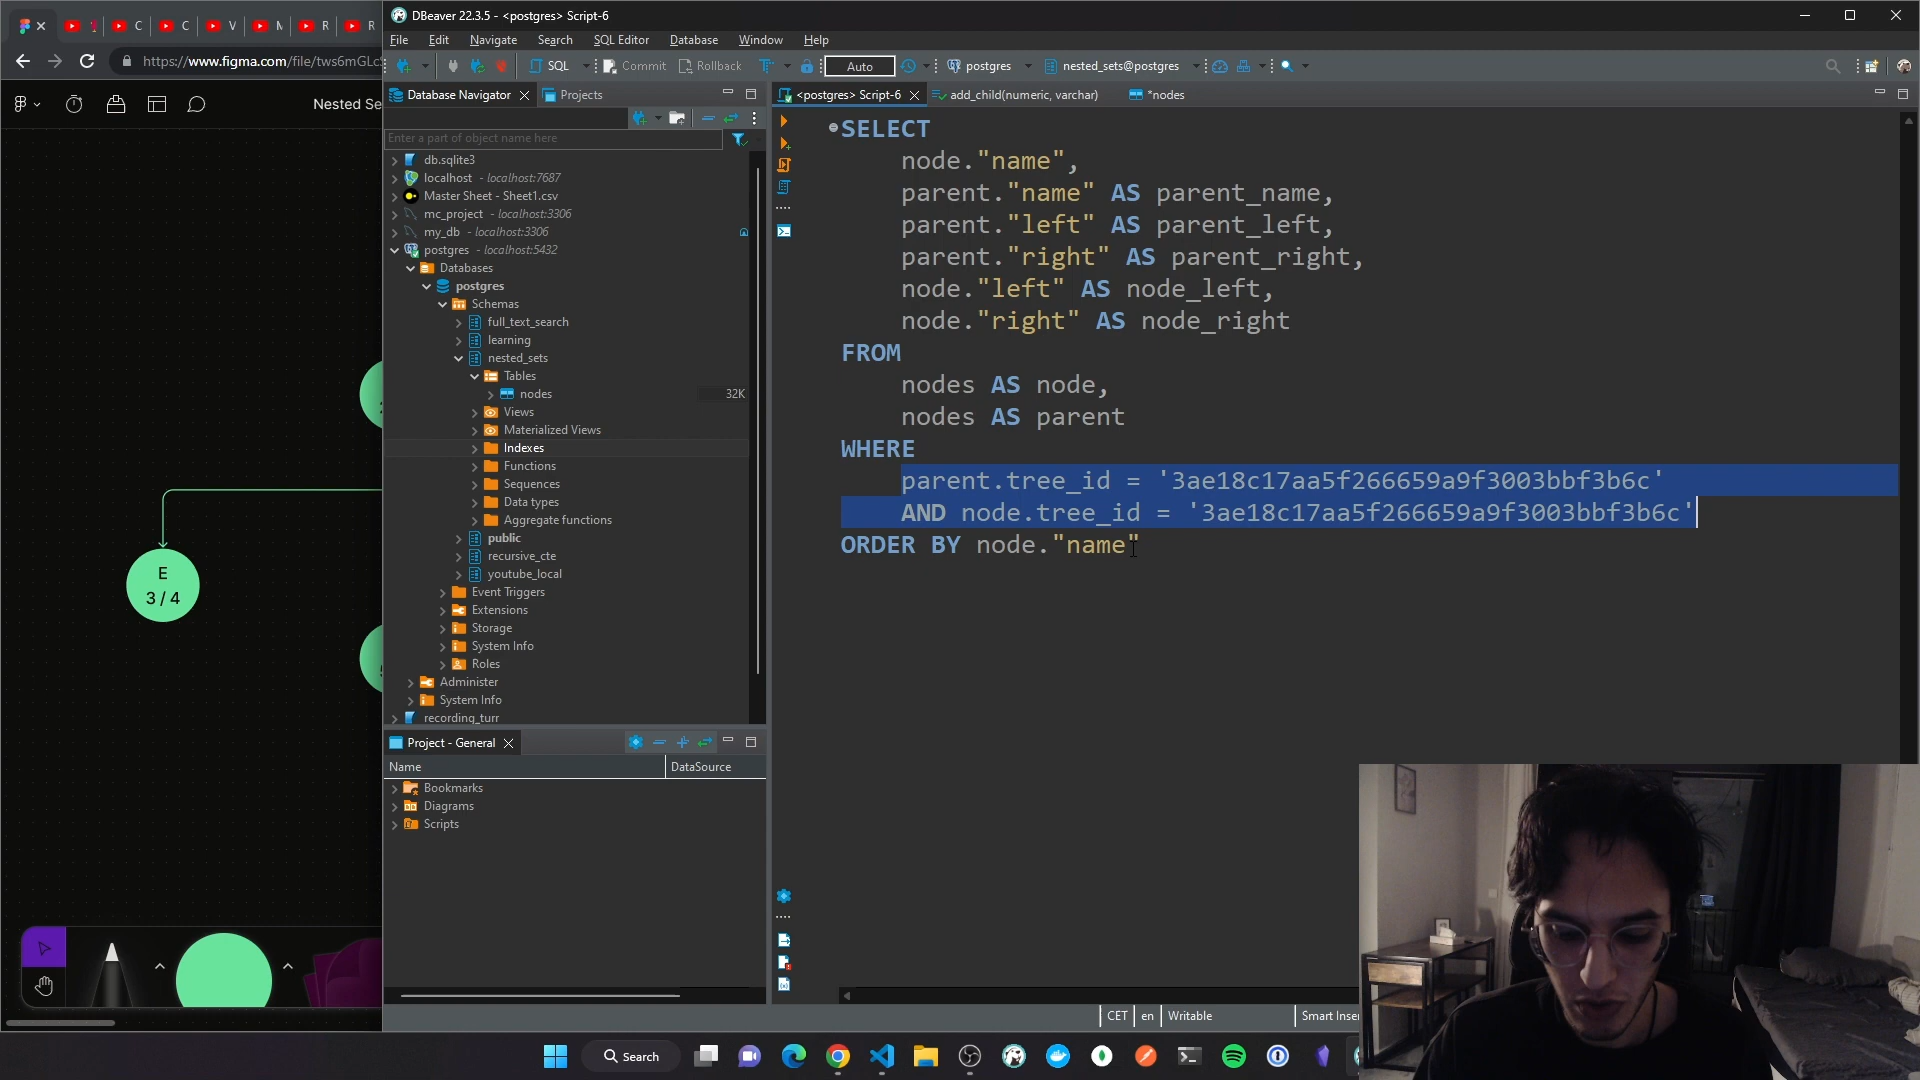 DBeaver 22.3.5 - <postgres> Script-6
File Edit Navigate Search SQL Editor Database Window Help
https://www.figma.com/file/tws6mGLc
SQL Commit Rollback Auto postgres nested_sets@postgres
Nested Se
Database Navigator Projects
Enter a part of object name here
db.sqlite3
localhost - localhost:7687
Master Sheet - Sheet1.csv
mc_project - localhost:3306
my_db - localhost:3306
postgres - localhost:5432
Databases
postgres
Schemas
full_text_search
learning
nested_sets
Tables
nodes 32K
Views
Materialized Views
Indexes
Functions
Sequences
Data types
Aggregate functions
public
recursive_cte
youtube_local
Event Triggers
Extensions
Storage
System Info
Roles
Administer
System Info
recording_turr
Project - General
Name DataSource
Bookmarks
Diagrams
Scripts
E
3 / 4
<postgres> Script-6 add_child(numeric, varchar) *nodes
SELECT
node."name",
parent."name" AS parent_name,
parent."left" AS parent_left,
parent."right" AS parent_right,
node."left" AS node_left,
node."right" AS node_right
FROM
nodes AS node,
nodes AS parent
WHERE
parent.tree_id = '3ae18c17aa5f266659a9f3003bbf3b6c'
AND node.tree_id = '3ae18c17aa5f266659a9f3003bbf3b6c'
ORDER BY node."name"
CET en Writable Smart Inser
Search